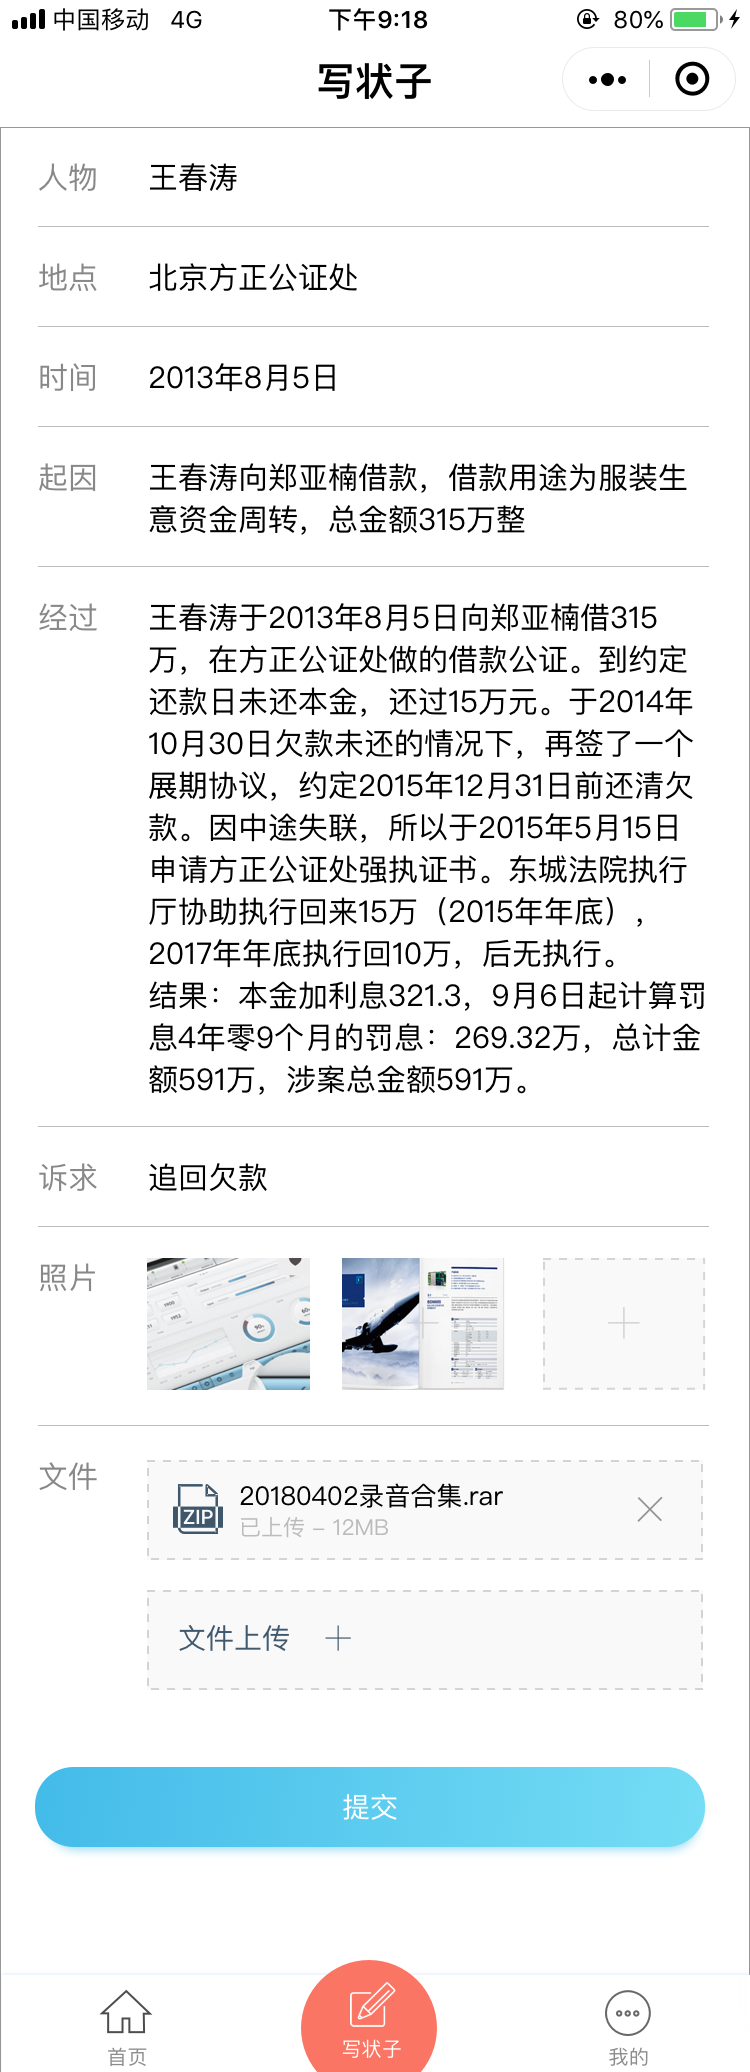 中国移动 4G 下午9:18 80%
写状子
人物 王春涛
地点 北京方正公证处
时间 2013年8月5日
起因 王春涛向郑亚楠借款，借款用途为服装生
意资金周转，总金额315万整
经过 王春涛于2013年8月5日向郑亚楠借315
万，在方正公证处做的借款公证。到约定
还款日未还本金，还过15万元。于2014年
10月30日欠款未还的情况下，再签了一个
展期协议，约定2015年12月31日前还清欠
款。因中途失联，所以于2015年5月15日
申请方正公证处强执证书。东城法院执行
厅协助执行回来15万（2015年年底），
2017年年底执行回10万，后无执行。
结果：本金加利息321.3，9月6日起计算罚
息4年零9个月的罚息：269.32万，总计金
额591万，涉案总金额591万。
诉求 追回欠款
照片
文件
ZIP
20180402录音合集.rar
已上传 – 12MB
文件上传
提交
首页 写状子 我的